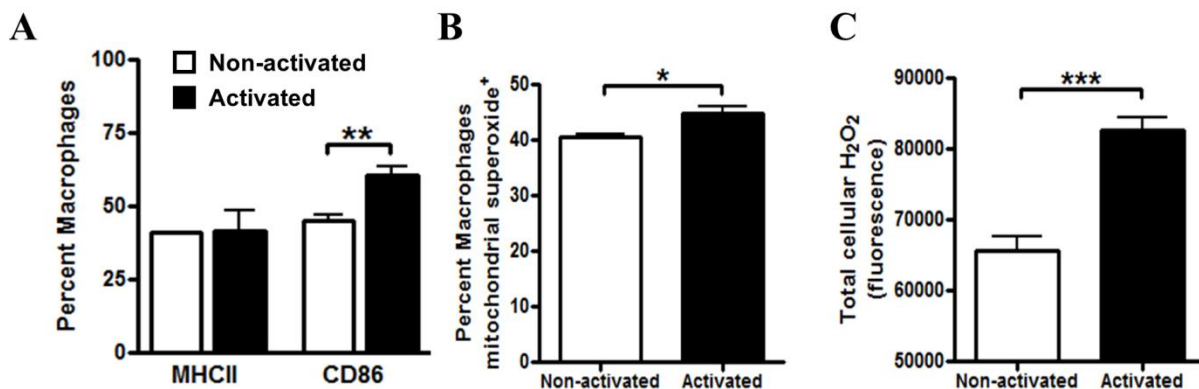 A
Percent Macrophages
100
75
50
25
0
Non-activated
Activated
**
MHCII
CD86
B
Percent Macrophages
mitochondrial superoxide⁺
50
40
30
20
10
0
*
Non-activated
Activated
C
Total cellular H₂O₂
(fluorescence)
90000
80000
70000
60000
50000
***
Non-activated
Activated